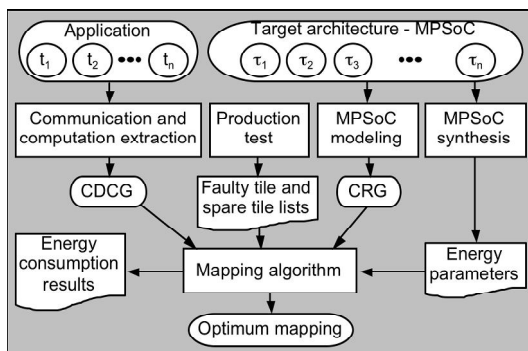 Application
t1 t2 ••• tn
Target architecture - MPSoC
τ1 τ2 τ3 ••• τn
Communication and
computation extraction
Production
test
MPSoC
modeling
MPSoC
synthesis
CDCG
Faulty tile and
spare tile lists
CRG
Energy
consumption
results
Mapping algorithm
Energy
parameters
Optimum mapping